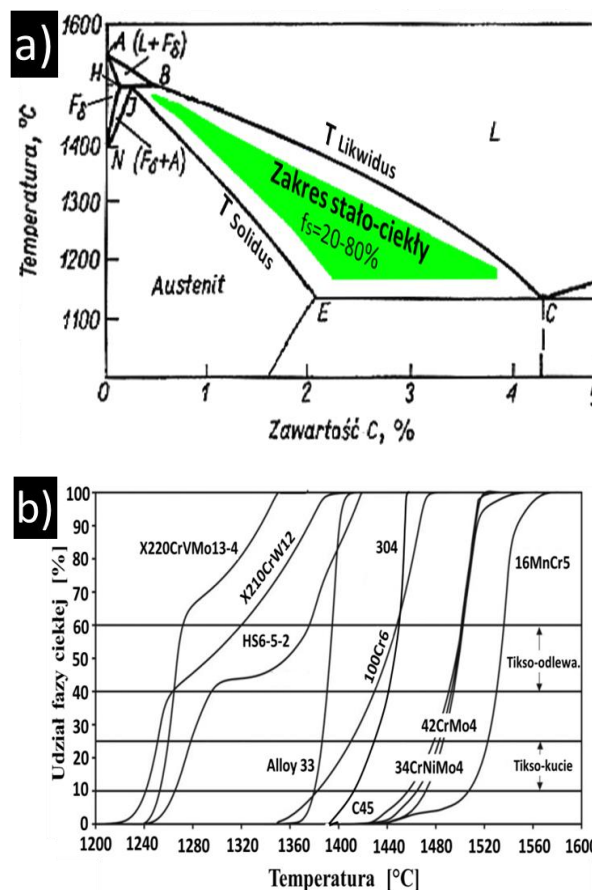 a)
1600
1400
1300
1200
1100
Temperatura, °C
A (L+Fδ)
H
B
Fδ
J
N (Fδ+A)
L
T Likwidus
T Solidus
Zakres stało-ciekły
fs=20-80%
Austenit
E
C
0
1
2
3
4
5
Zawartość C, %
b)
Udział fazy ciekłej [%]
100
90
80
70
60
50
40
30
20
10
0
X220CrVMo13-4
X210CrW12
HS6-5-2
304
100Cr6
16MnCr5
Tikso-odlewa.
42CrMo4
Alloy 33
34CrNiMo4
Tikso-kucie
C45
1200
1240
1280
1320
1360
1400
1440
1480
1520
1560
1600
Temperatura [°C]